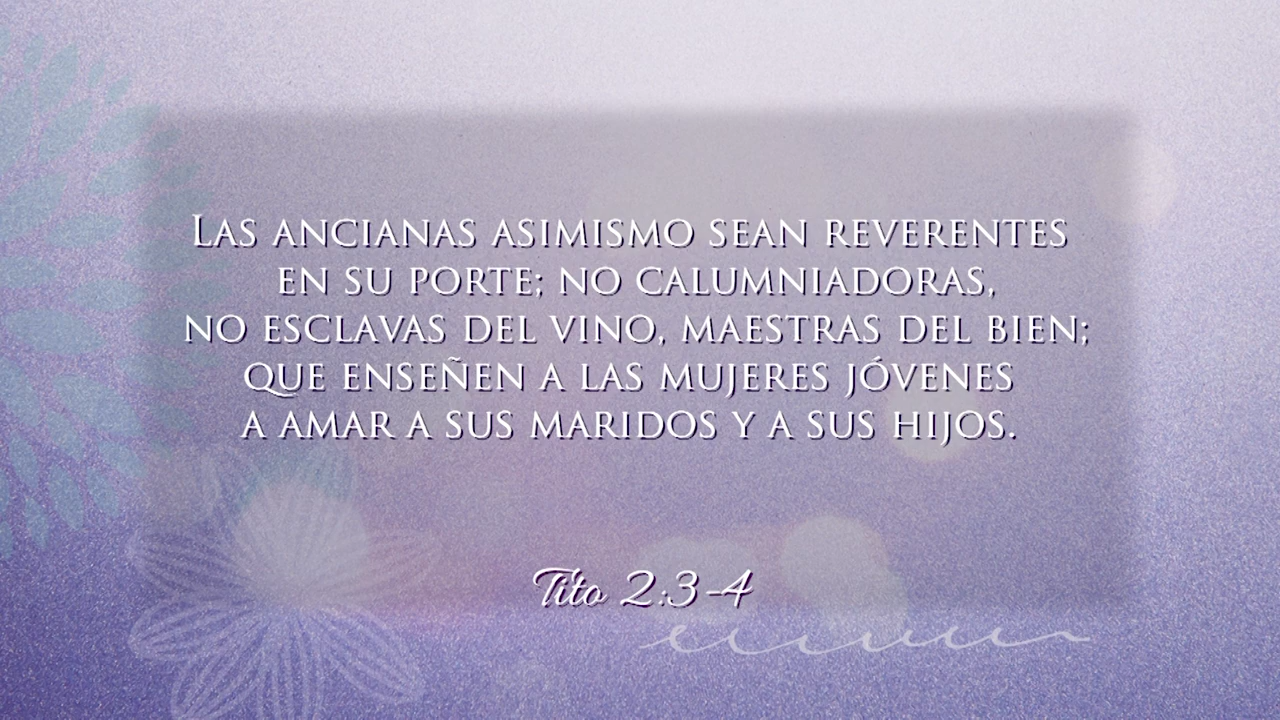 Las ancianas asimismo sean reverentes
en su porte; no calumniadoras,
no esclavas del vino, maestras del bien;
que enseñen a las mujeres jóvenes
a amar a sus maridos y a sus hijos.
Tito 2:3-4